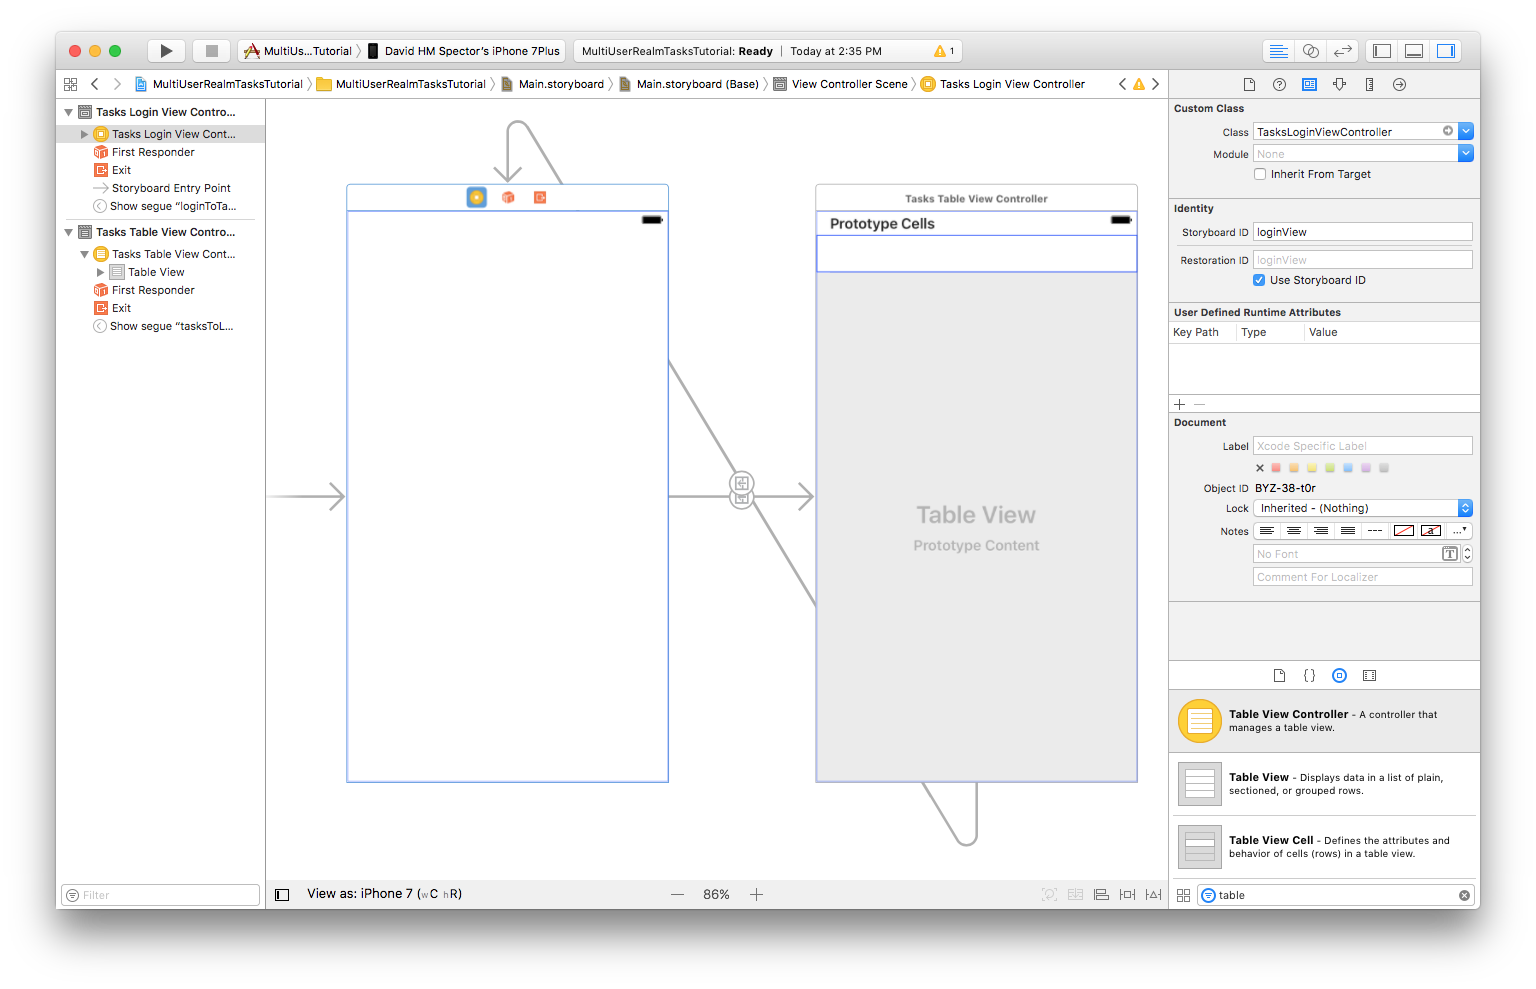 MultiUs...Tutorial
David HM Spector's iPhone 7Plus
MultiUserRealmTasksTutorial: Ready | Today at 2:35 PM
1
MultiUserRealmTasksTutorial
MultiUserRealmTasksTutorial
Main.storyboard
Main.storyboard (Base)
View Controller Scene
Tasks Login View Controller
Tasks Login View Contro...
Tasks Login View Cont...
First Responder
Exit
Storyboard Entry Point
Show segue “loginToTa...
Tasks Table View Contro...
Tasks Table View Cont...
Table View
First Responder
Exit
Show segue “tasksToL...
Filter
Tasks Table View Controller
Prototype Cells
Table View
Prototype Content
View as: iPhone 7 (wC hR)
86%
Custom Class
Class TasksLoginViewController
Module None
Inherit From Target
Identity
Storyboard ID loginView
Restoration ID loginView
Use Storyboard ID
User Defined Runtime Attributes
Key Path Type Value
Document
Label Xcode Specific Label
Object ID BYZ-38-t0r
Lock Inherited - (Nothing)
Notes
No Font
Comment For Localizer
Table View Controller - A controller that
manages a table view.
Table View - Displays data in a list of plain,
sectioned, or grouped rows.
Table View Cell - Defines the attributes and
behavior of cells (rows) in a table view.
table